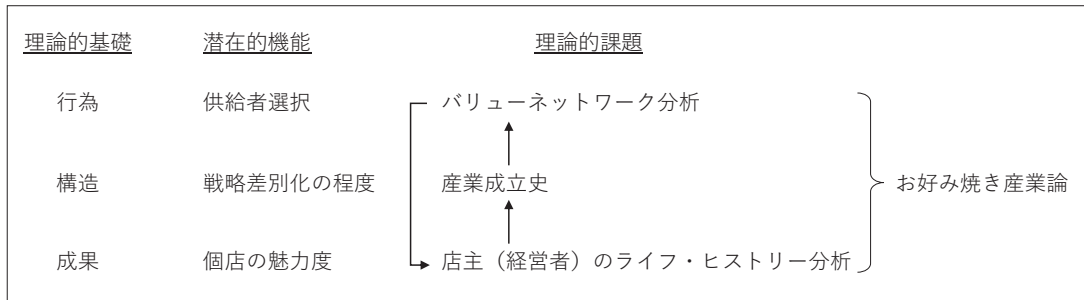 理論的基礎 潜在的機能 理論的課題
行為 供給者選択 バリューネットワーク分析
構造 戦略差別化の程度 産業成立史 お好み焼き産業論
成果 個店の魅力度 店主（経営者）のライフ・ヒストリー分析